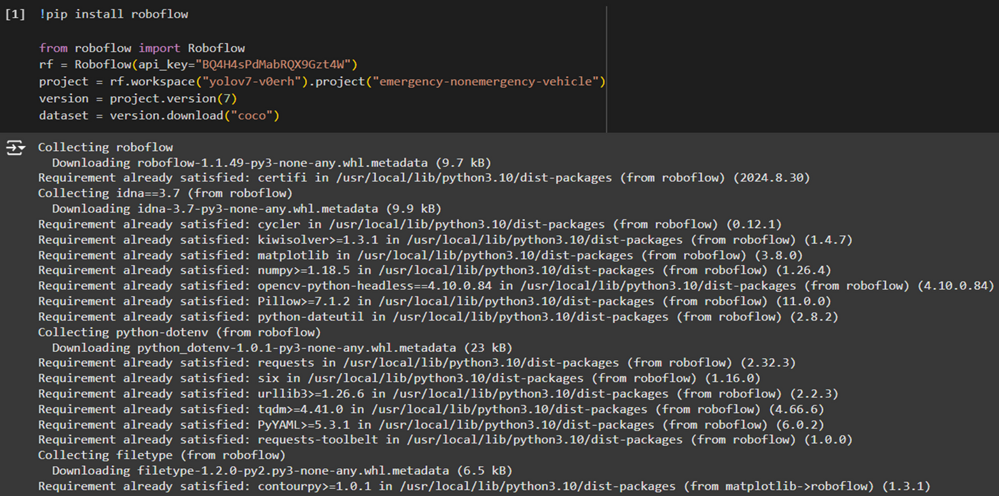 [1] !pip install roboflow
from roboflow import Roboflow
rf = Roboflow(api_key="BQ4H4sPdMabRQX9Gzt4W")
project = rf.workspace("yolov7-v0erh").project("emergency-nonemergency-vehicle")
version = project.version(7)
dataset = version.download("coco")
Collecting roboflow
Downloading roboflow-1.1.49-py3-none-any.whl.metadata (9.7 kB)
Requirement already satisfied: certifi in /usr/local/lib/python3.10/dist-packages (from roboflow) (2024.8.30)
Collecting idna==3.7 (from roboflow)
Downloading idna-3.7-py3-none-any.whl.metadata (9.9 kB)
Requirement already satisfied: cycler in /usr/local/lib/python3.10/dist-packages (from roboflow) (0.12.1)
Requirement already satisfied: kiwisolver>=1.3.1 in /usr/local/lib/python3.10/dist-packages (from roboflow) (1.4.7)
Requirement already satisfied: matplotlib in /usr/local/lib/python3.10/dist-packages (from roboflow) (3.8.0)
Requirement already satisfied: numpy>=1.18.5 in /usr/local/lib/python3.10/dist-packages (from roboflow) (1.26.4)
Requirement already satisfied: opencv-python-headless==4.10.0.84 in /usr/local/lib/python3.10/dist-packages (from roboflow) (4.10.0.84)
Requirement already satisfied: Pillow>=7.1.2 in /usr/local/lib/python3.10/dist-packages (from roboflow) (11.0.0)
Requirement already satisfied: python-dateutil in /usr/local/lib/python3.10/dist-packages (from roboflow) (2.8.2)
Collecting python-dotenv (from roboflow)
Downloading python_dotenv-1.0.1-py3-none-any.whl.metadata (23 kB)
Requirement already satisfied: requests in /usr/local/lib/python3.10/dist-packages (from roboflow) (2.32.3)
Requirement already satisfied: six in /usr/local/lib/python3.10/dist-packages (from roboflow) (1.16.0)
Requirement already satisfied: urllib3>=1.26.6 in /usr/local/lib/python3.10/dist-packages (from roboflow) (2.2.3)
Requirement already satisfied: tqdm>=4.41.0 in /usr/local/lib/python3.10/dist-packages (from roboflow) (4.66.6)
Requirement already satisfied: PyYAML>=5.3.1 in /usr/local/lib/python3.10/dist-packages (from roboflow) (6.0.2)
Requirement already satisfied: requests-toolbelt in /usr/local/lib/python3.10/dist-packages (from roboflow) (1.0.0)
Collecting filetype (from roboflow)
Downloading filetype-1.2.0-py2.py3-none-any.whl.metadata (6.5 kB)
Requirement already satisfied: contourpy>=1.0.1 in /usr/local/lib/python3.10/dist-packages (from matplotlib->roboflow) (1.3.1)